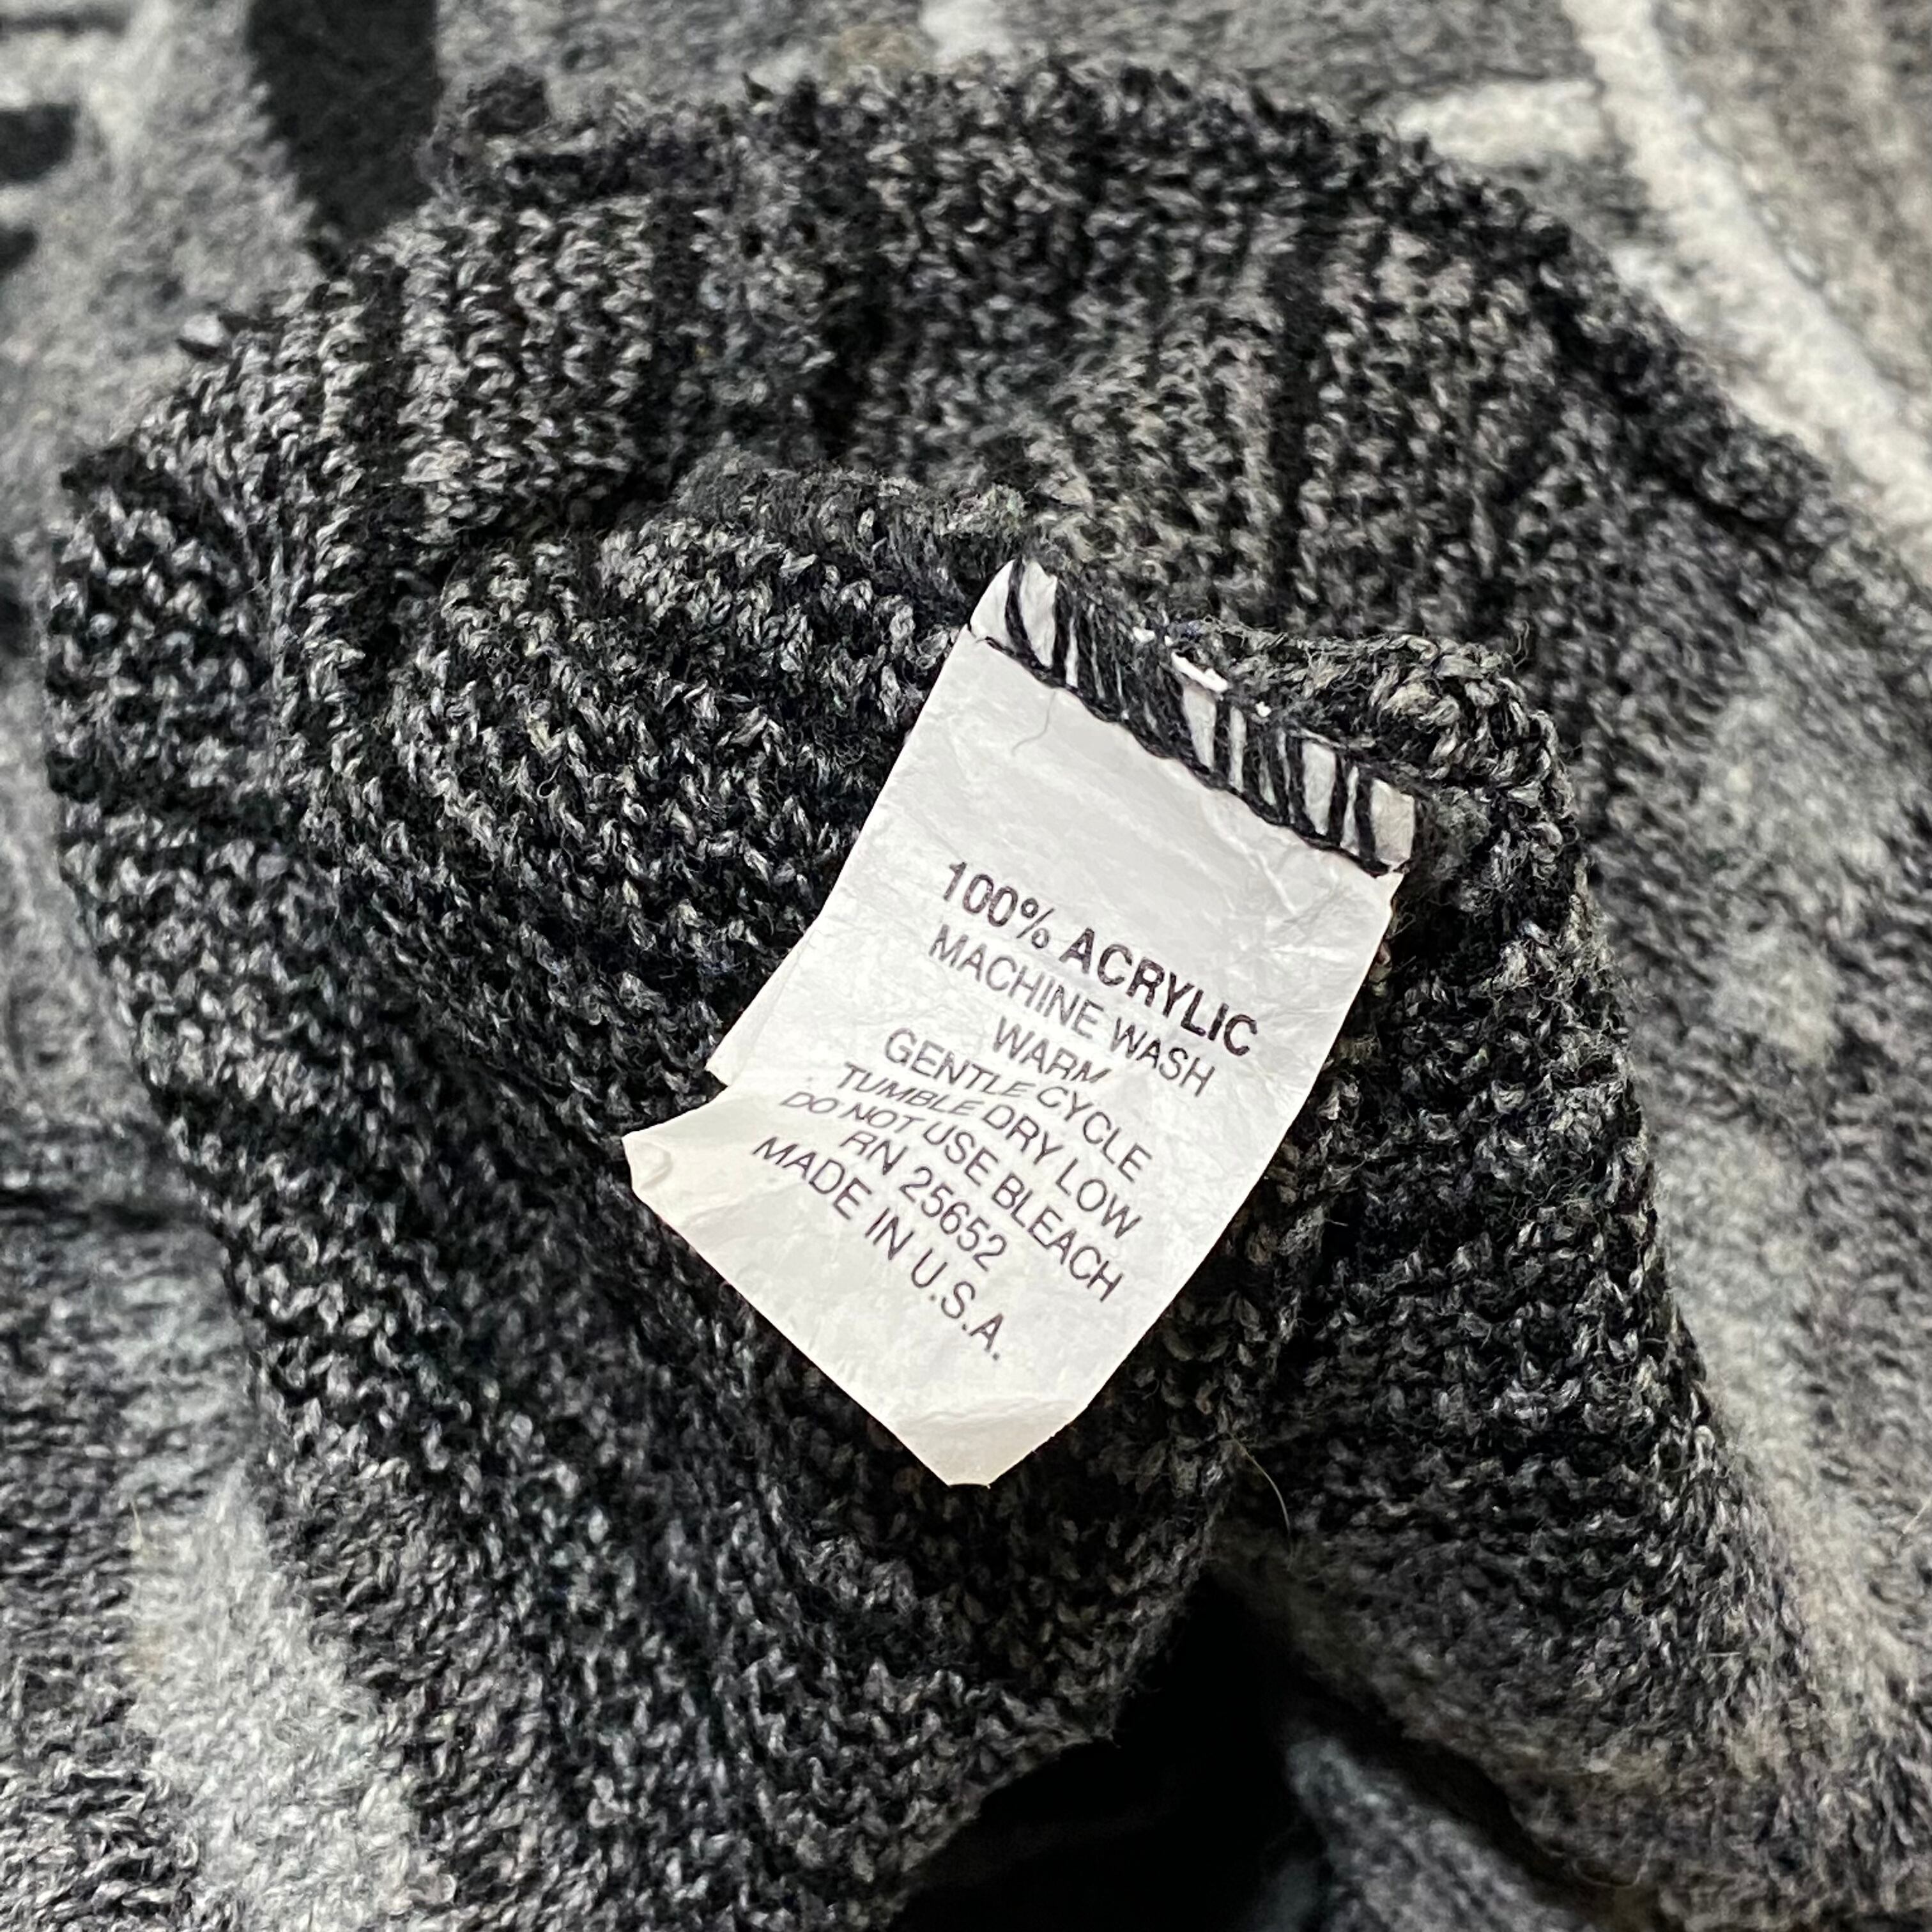 100% ACRYLIC
MACHINE WASH
WARM
GENTLE CYCLE
TUMBLE DRY LOW
DO NOT USE BLEACH
RN 25652
MADE IN U.S.A.